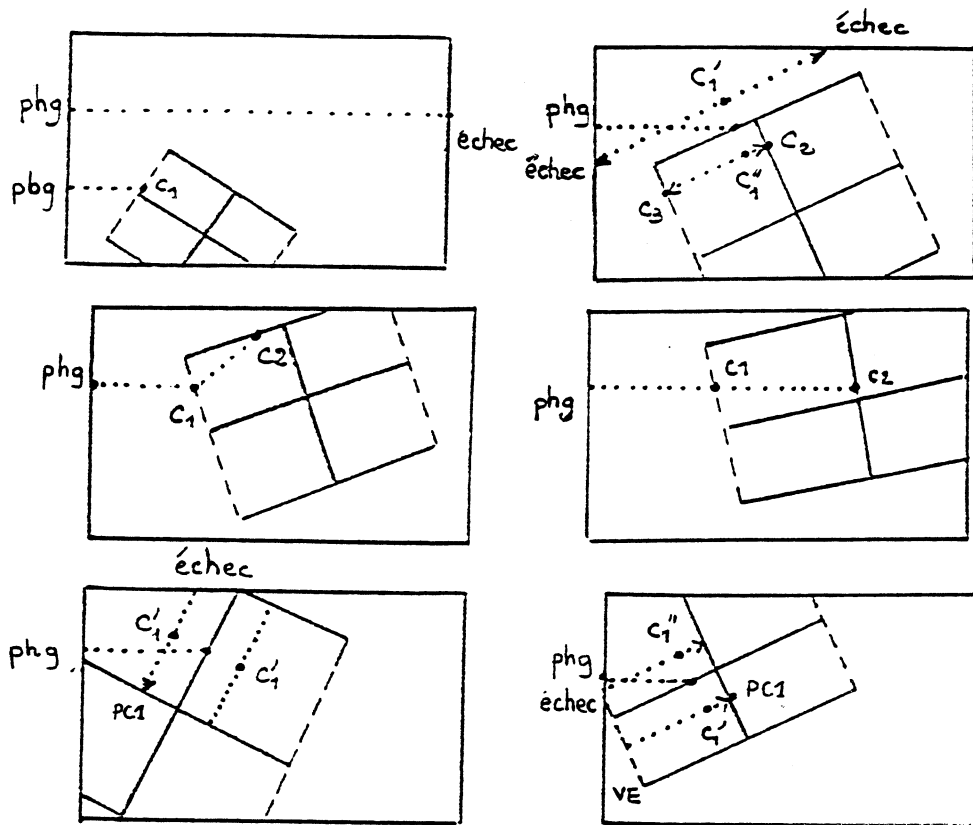 phg
échec
pbg
C1
échec
C1'
phg
échec
C2
C1''
C3
phg
C2
C1
phg
C1
C2
échec
C1'
phg
C1'
PC1
C1''
phg
échec
PC1
C1'
VE